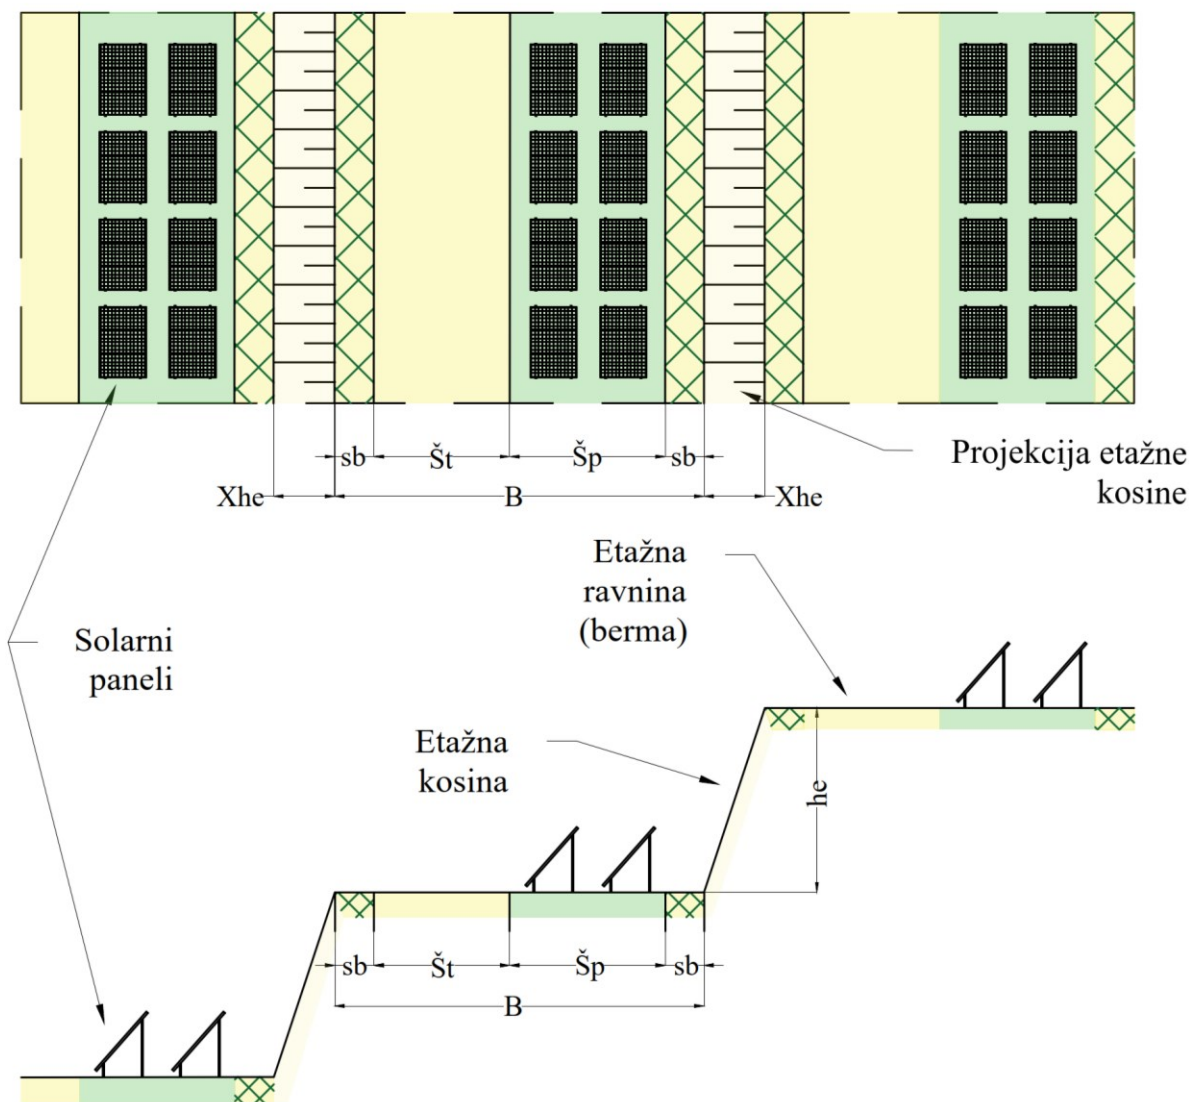 sb
Št
Šp
sb
Xhe
B
Xhe
Projekcija etažne
kosine
Etažna
ravnina
(berma)
Solarni
paneli
Etažna
kosina
he
sb
Št
Šp
sb
B